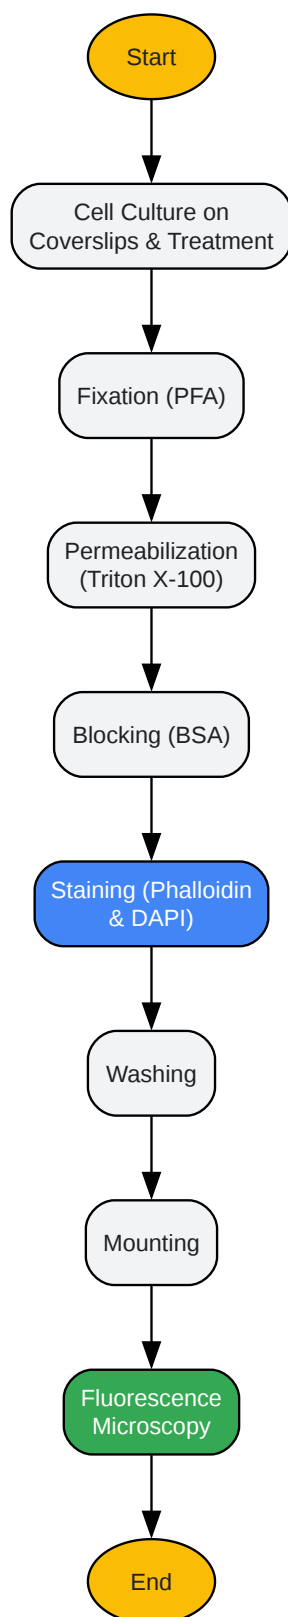 Start
Cell Culture on
Coverslips & Treatment
Fixation (PFA)
Permeabilization
(Triton X-100)
Blocking (BSA)
Staining (Phalloidin
& DAPI)
Washing
Mounting
Fluorescence
Microscopy
End